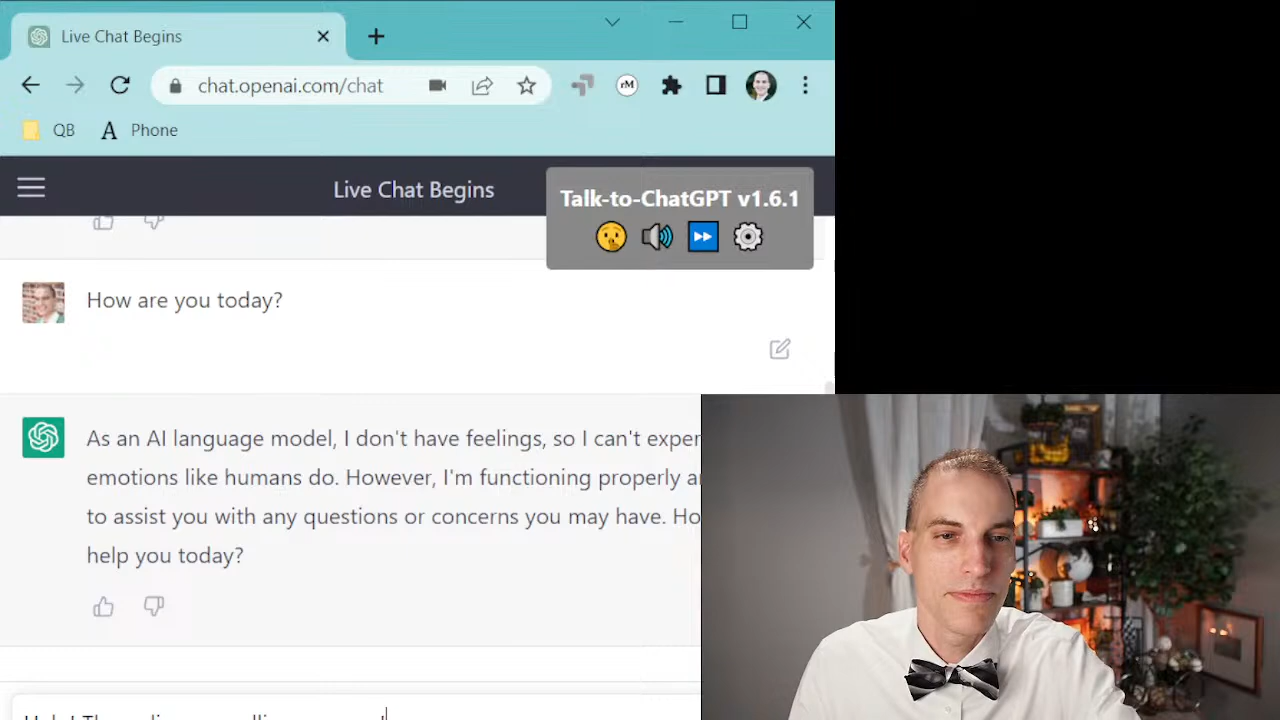 Live Chat Begins
chat.openai.com/chat
rM
QB
A Phone
Live Chat Begins
Talk-to-ChatGPT v1.6.1
How are you today?
As an AI language model, I don't have feelings, so I can't exper
emotions like humans do. However, I'm functioning properly a
to assist you with any questions or concerns you may have. Ho
help you today?